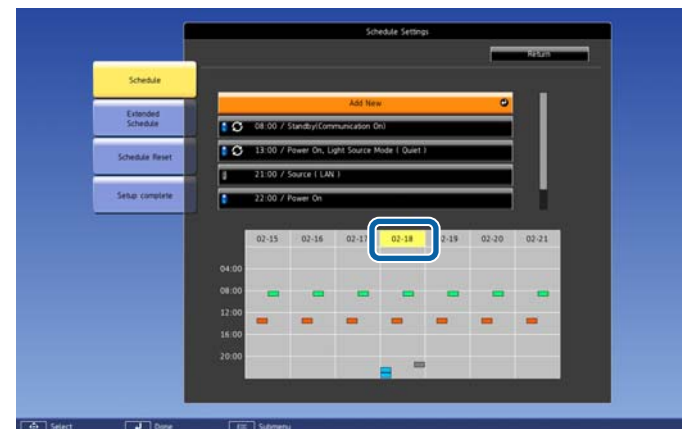 Schedule Settings
Return
Schedule
Extended
Schedule
Schedule Reset
Setup complete
Add New
08:00 / Standby(Communication On)
13:00 / Power On, Light Source Mode ( Quiet )
21:00 / Source ( LAN )
22:00 / Power On
02-15 02-16 02-17 02-18 02-19 02-20 02-21
04:00
08:00
12:00
16:00
20:00
Select Done Submenu